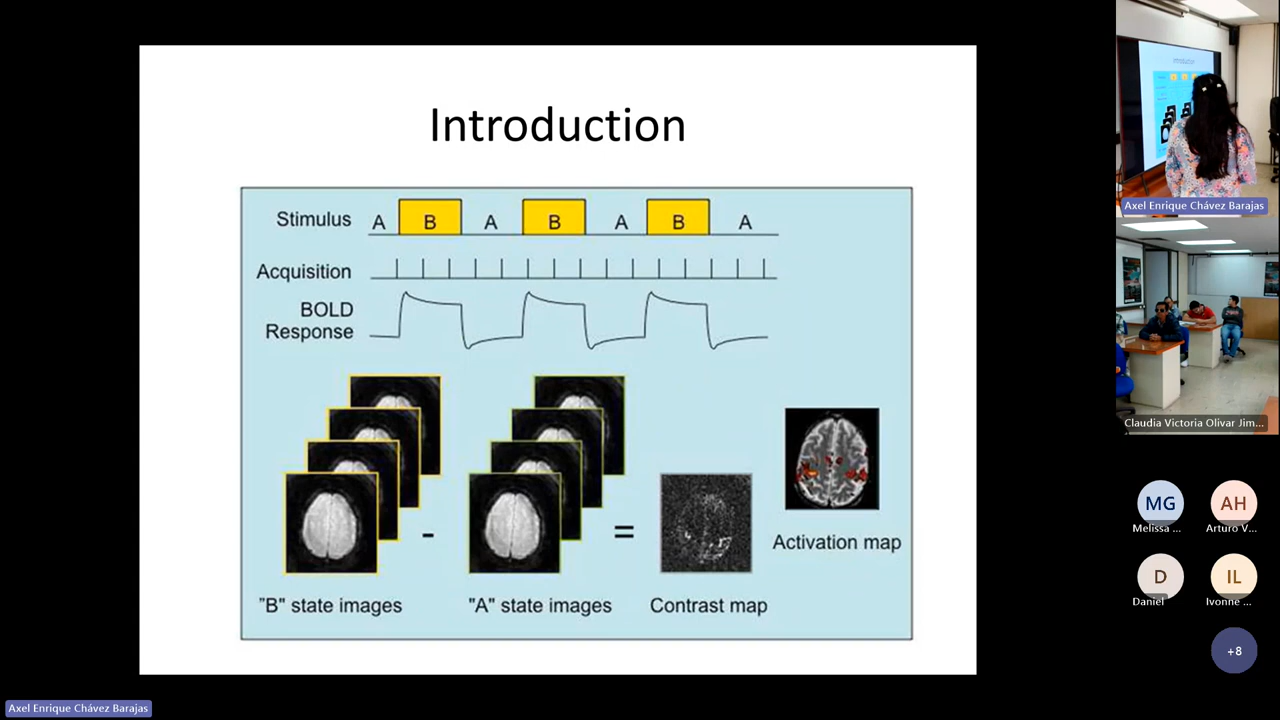 Introduction
Stimulus A B A B A B A
Acquisition
BOLD
Response
- =
Activation map
"B" state images "A" state images Contrast map
Axel Enrique Chávez Barajas
Claudia Victoria Olivar Jim...
MG AH
Melissa ... Arturo V...
D IL
Daniel Ivonne ...
+8
Axel Enrique Chávez Barajas